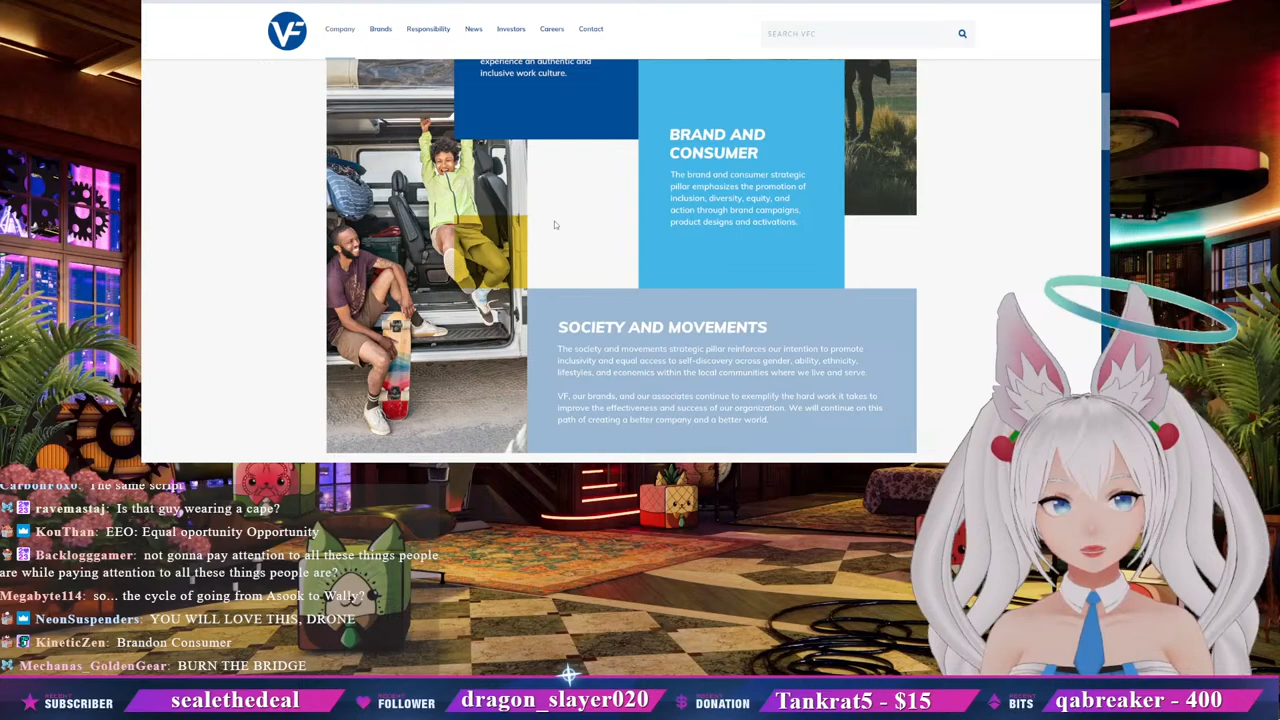 VF
Company Brands Responsibility News Investors Careers Contact
SEARCH VFC
experience an authentic and
inclusive work culture.
BRAND AND
CONSUMER
The brand and consumer strategic
pillar emphasizes the promotion of
inclusion, diversity, equity, and
action through brand campaigns,
product designs and activations.
SOCIETY AND MOVEMENTS
The society and movements strategic pillar reinforces our intention to promote
inclusivity and equal access to self-discovery across gender, ability, ethnicity,
lifestyles, and economics within the local communities where we live and serve.
VF, our brands, and our associates continue to exemplify the hard work it takes to
improve the effectiveness and success of our organization. We will continue on this
path of creating a better company and a better world.
CarbonFox0: The same script
ravemastaj: Is that guy wearing a cape?
KouThan: EEO: Equal oportunity Opportunity
Backlogggamer: not gonna pay attention to all these things people
are while paying attention to all these things people are?
Megabyte114: so... the cycle of going from Asook to Wally?
NeonSuspenders: YOU WILL LOVE THIS, DRONE
KineticZen: Brandon Consumer
Mechanas_GoldenGear: BURN THE BRIDGE
RECENT SUBSCRIBER sealethedeal RECENT FOLLOWER dragon_slayer020 RECENT DONATION Tankrat5 - $15 RECENT BITS qabreaker - 400